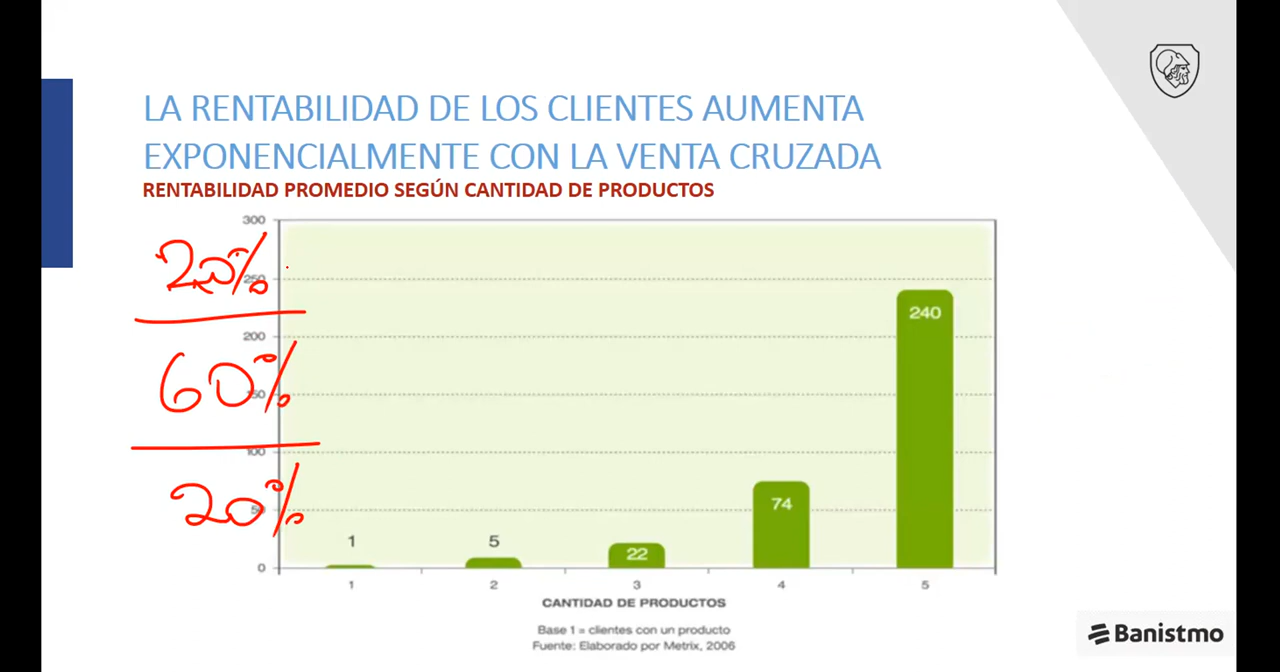 LA RENTABILIDAD DE LOS CLIENTES AUMENTA
EXPONENCIALMENTE CON LA VENTA CRUZADA
RENTABILIDAD PROMEDIO SEGÚN CANTIDAD DE PRODUCTOS
300
250
200
150
100
50
0
20%
60%
20%
1
5
22
74
240
1
2
3
4
5
CANTIDAD DE PRODUCTOS
Base 1 = clientes con un producto
Fuente: Elaborado por Metrix, 2006
Banistmo